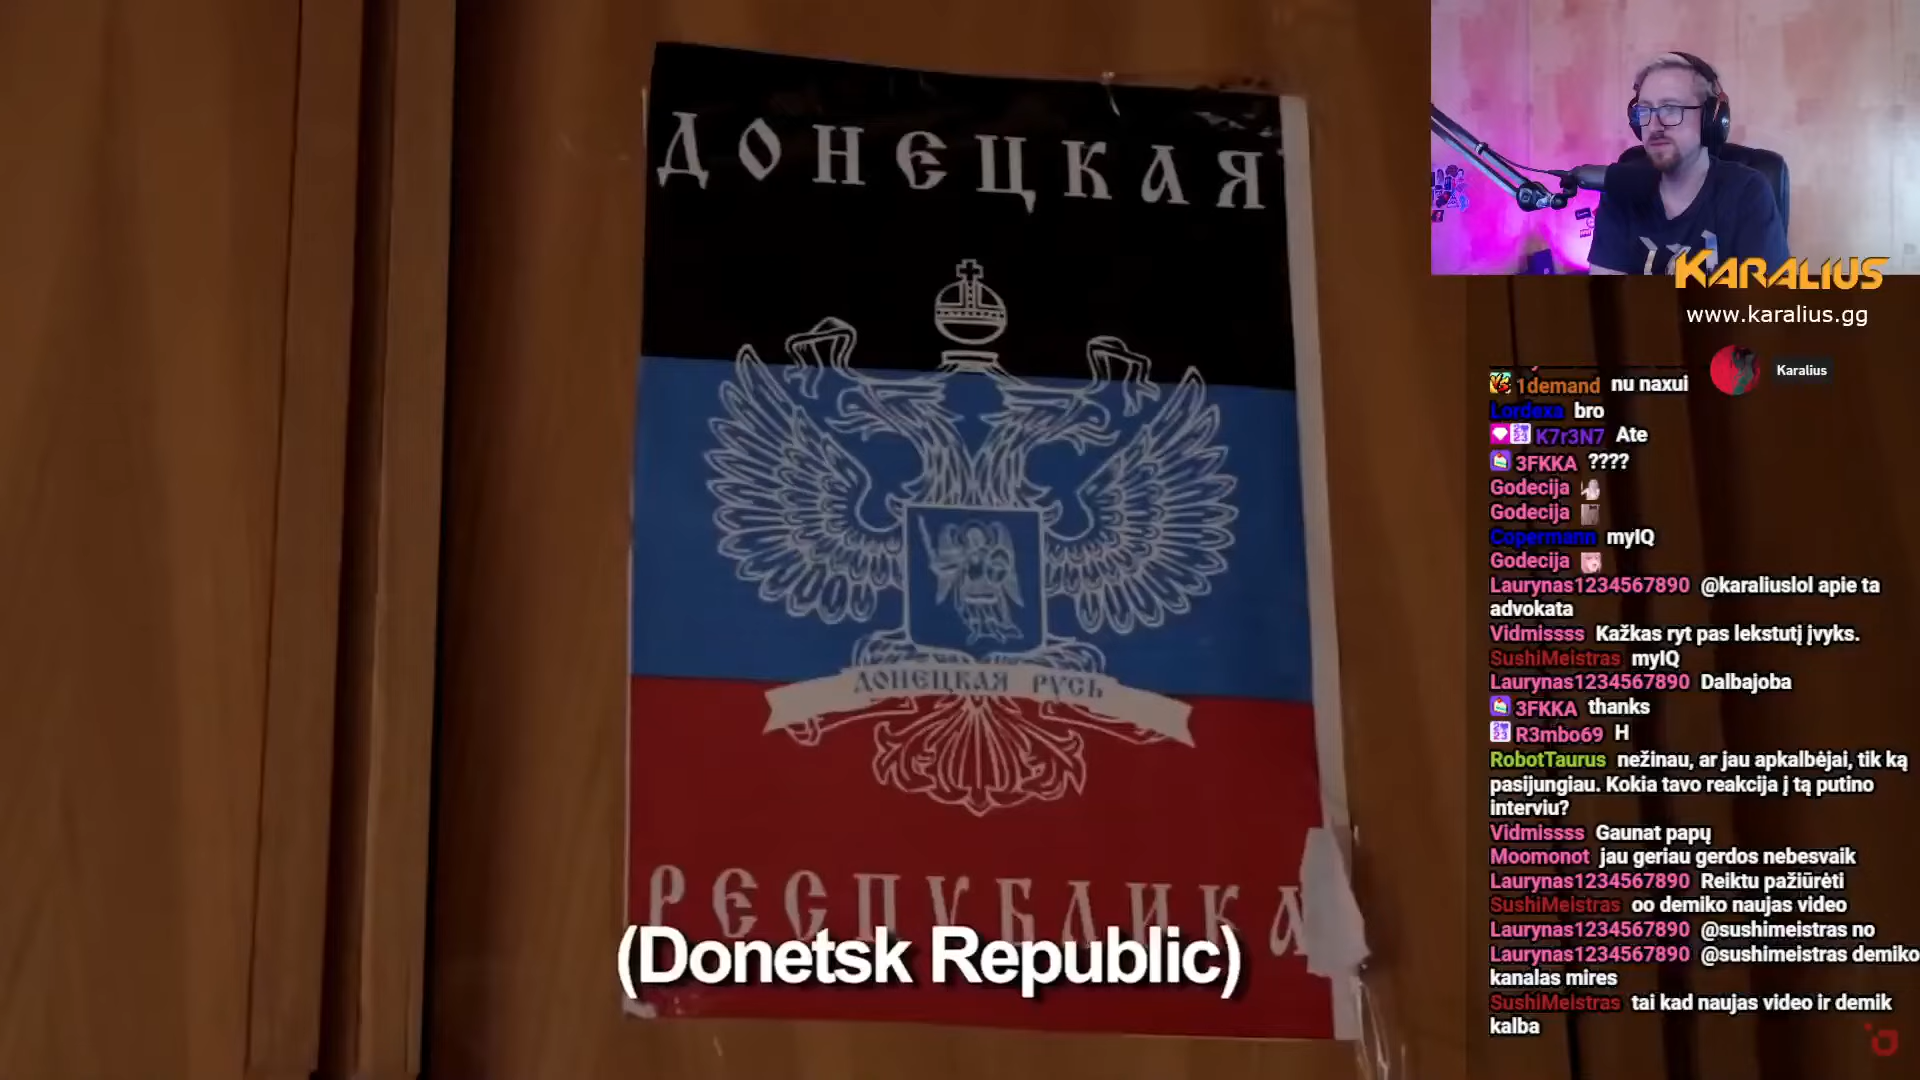 ДОНЕЦКАЯ
ДОНЕЦКАЯ РУСЬ
РЕСПУБЛИКА
(Donetsk Republic)
KARALIUS
www.karalius.gg
Karalius
1demand nu naxui
Lordexa bro
K7r3N7 Ate
3FKKA ????
Godecija
Godecija
Copermann myIQ
Godecija
Laurynas1234567890 @karaliuslol apie ta
advokata
Vidmissss Kažkas ryt pas lekstutį įvyks.
SushiMeistras myIQ
Laurynas1234567890 Dalbajoba
3FKKA thanks
R3mbo69 H
RobotTaurus nežinau, ar jau apkalbėjai, tik ką
pasijungiau. Kokia tavo reakcija į tą putino
interviu?
Vidmissss Gaunat papų
Moomonot jau geriau gerdos nebesvaik
Laurynas1234567890 Reiktu pažiūrėti
SushiMeistras oo demiko naujas video
Laurynas1234567890 @sushimeistras no
Laurynas1234567890 @sushimeistras demiko
kanalas mires
SushiMeistras tai kad naujas video ir demik
kalba